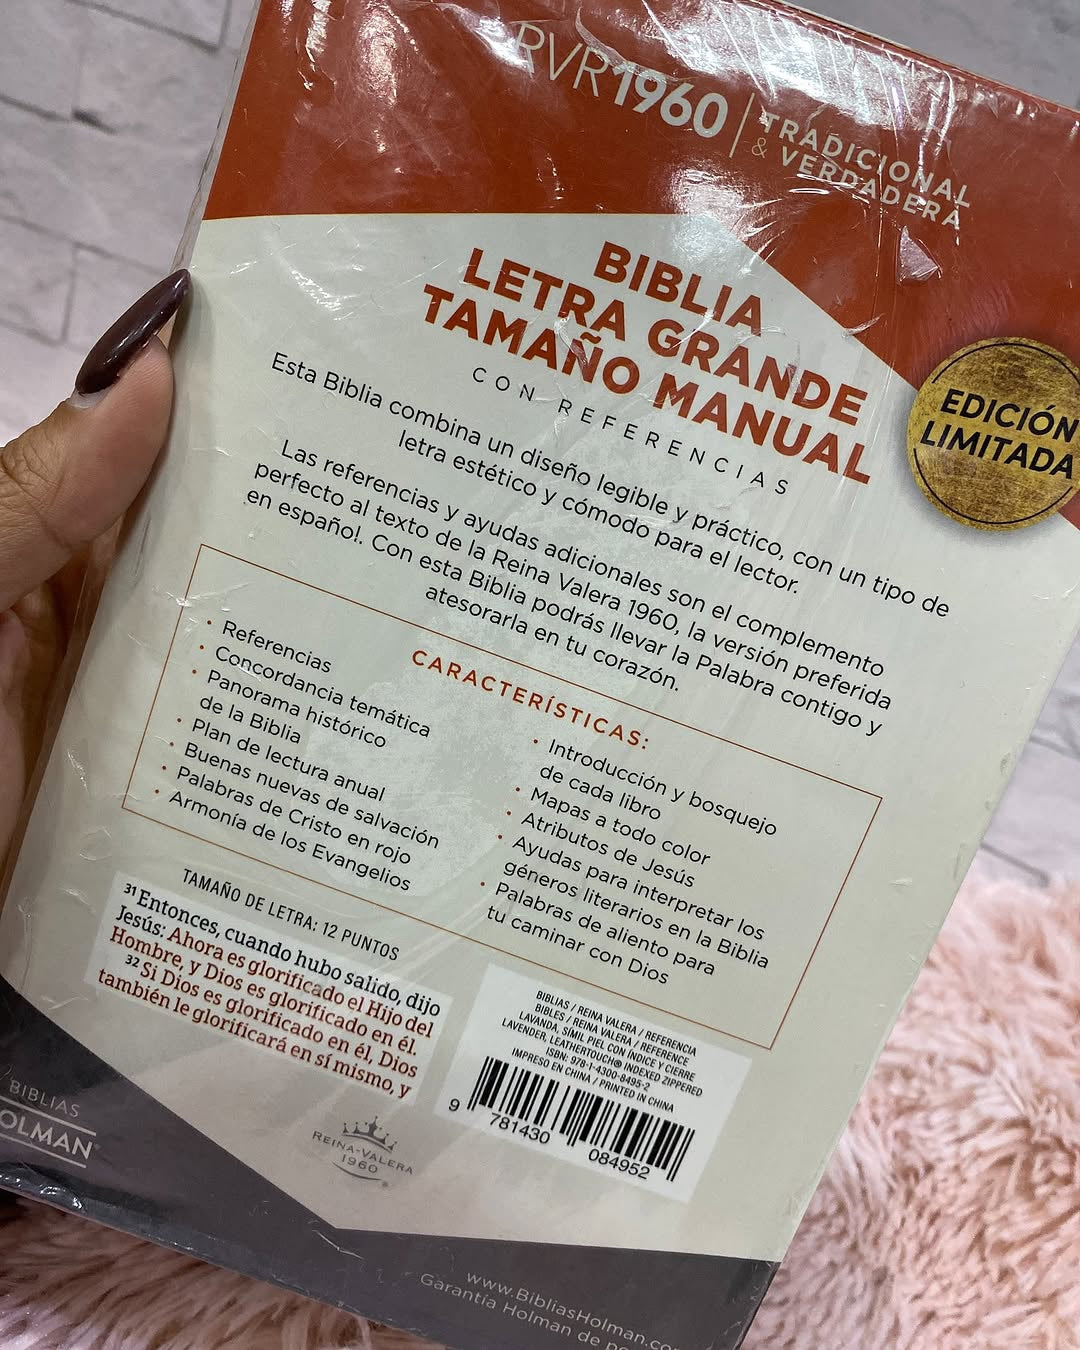 RVR1960
TRADICIONAL
& VERDADERA
BIBLIA
LETRA GRANDE
TAMAÑO MANUAL
CON REFERENCIAS
EDICIÓN
LIMITADA
Esta Biblia combina un diseño legible y práctico, con un tipo de
letra estético y cómodo para el lector.
Las referencias y ayudas adicionales son el complemento
perfecto al texto de la Reina Valera 1960, la versión preferida
en español!. Con esta Biblia podrás llevar la Palabra contigo y
atesorarla en tu corazón.
CARACTERÍSTICAS:
• Referencias
• Concordancia temática
• Panorama histórico
de la Biblia
• Plan de lectura anual
• Buenas nuevas de salvación
• Palabras de Cristo en rojo
• Armonía de los Evangelios
• Introducción y bosquejo
de cada libro
• Mapas a todo color
• Atributos de Jesús
• Ayudas para interpretar los
géneros literarios en la Biblia
• Palabras de aliento para
tu caminar con Dios
TAMAÑO DE LETRA: 12 PUNTOS
31 Entonces, cuando hubo salido, dijo
Jesús: Ahora es glorificado el Hijo del
Hombre, y Dios es glorificado en él.
32 Si Dios es glorificado en él, Dios
también le glorificará en sí mismo, y
BIBLIAS / REINA VALERA / REFERENCIA
BIBLES / REINA VALERA / REFERENCE
LAVANDA, SÍMIL PIEL CON ÍNDICE Y CIERRE
LAVENDER, LEATHERTOUCH® INDEXED ZIPPERED
ISBN: 978-1-4300-8495-2
IMPRESO EN CHINA / PRINTED IN CHINA
9 781430 084952
BIBLIAS
OLMAN
REINA-VALERA
1960
www.BibliasHolman.co
Garantía Holman de